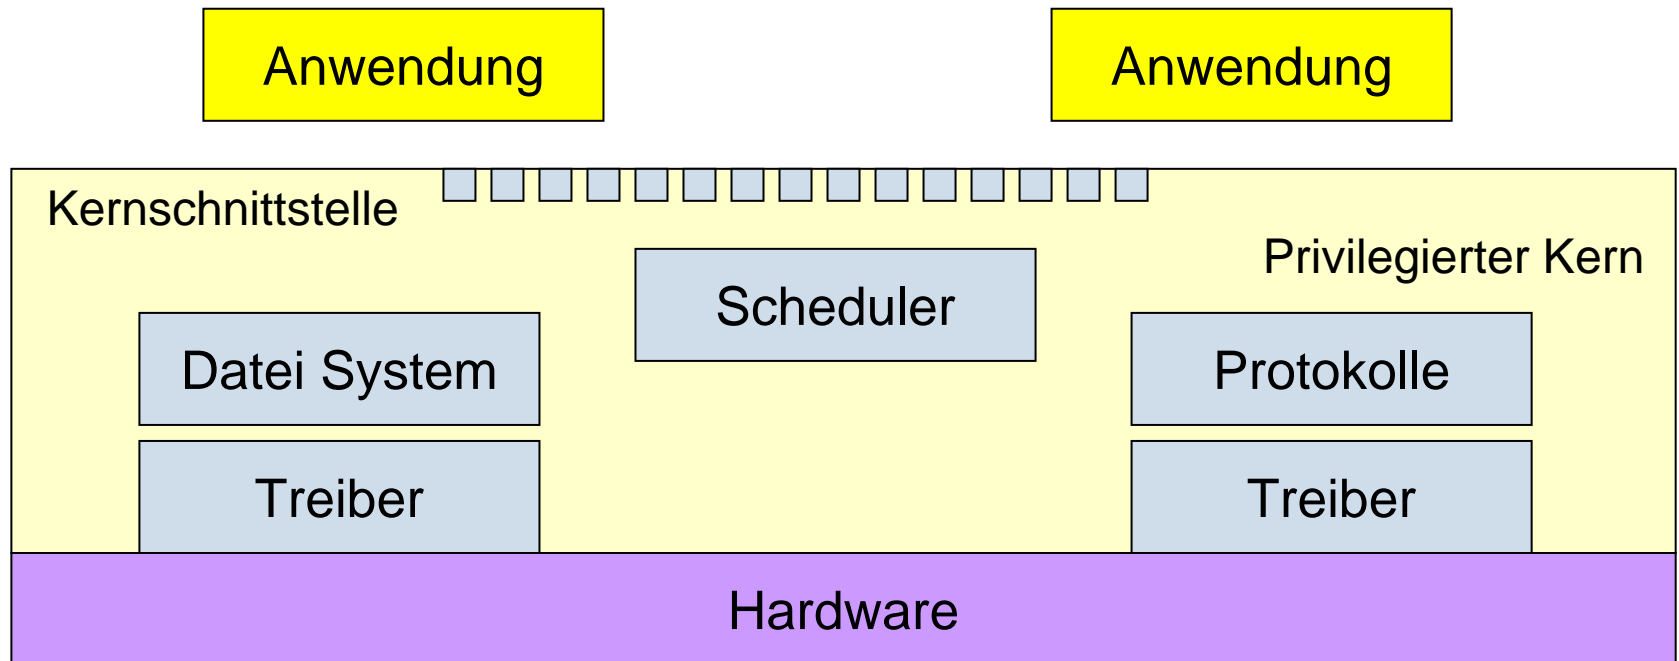 Anwendung
Anwendung
Kernschnittstelle
Privilegierter Kern
Scheduler
Datei System
Protokolle
Treiber
Treiber
Hardware